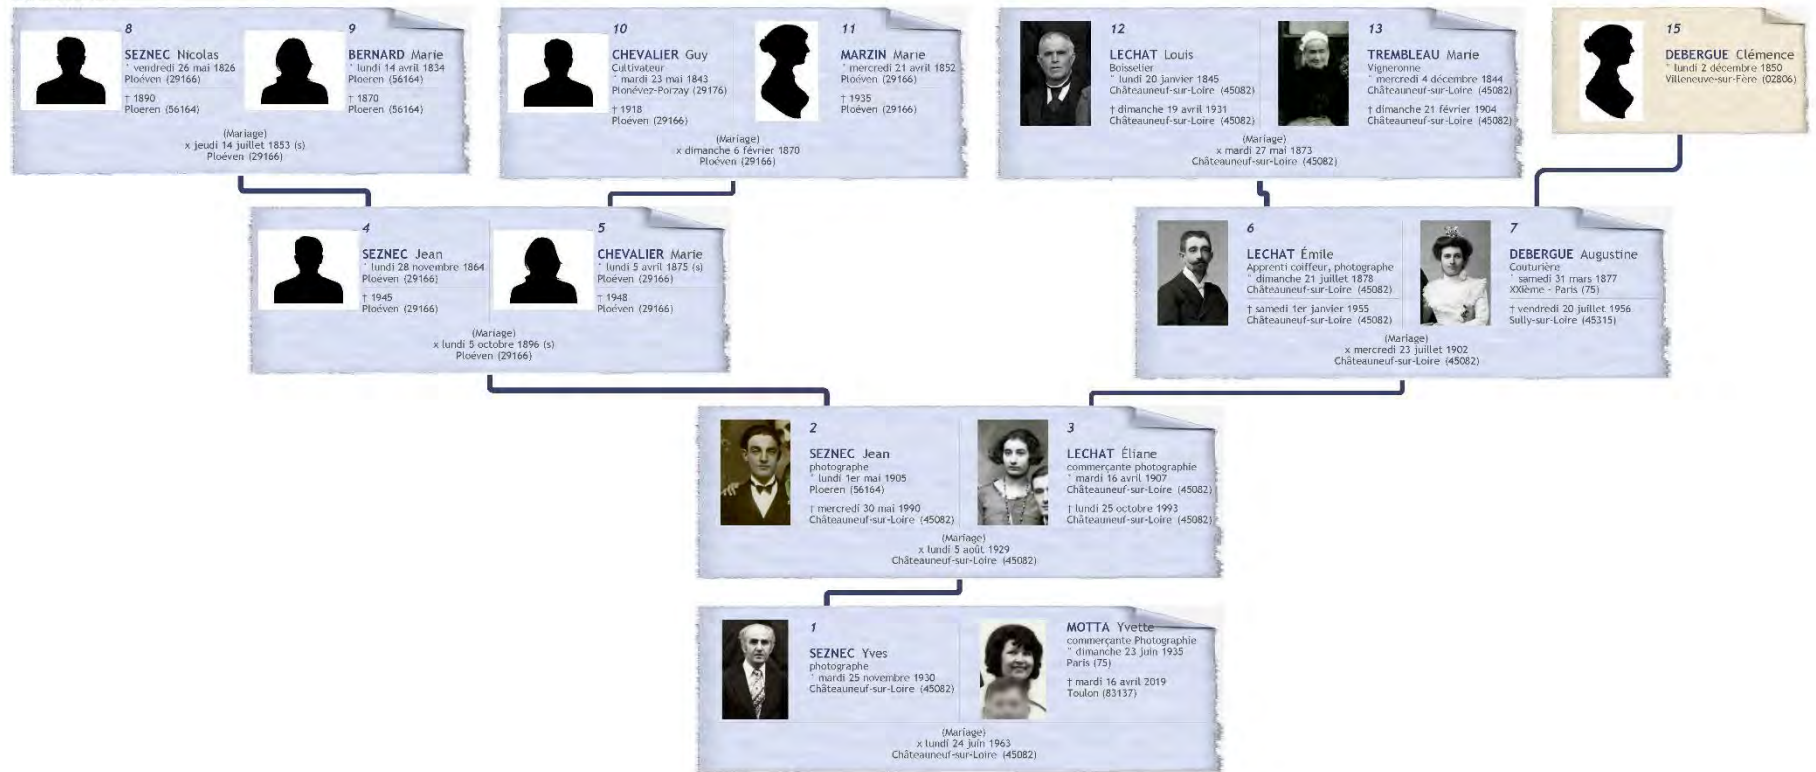 8
SEZNEC Nicolas
° vendredi 26 mai 1826
Ploéven (29166)
† 1890
Ploeren (56164)
9
BERNARD Marie
° lundi 14 avril 1834
Ploeren (56164)
† 1870
Ploeren (56164)
(Mariage)
x jeudi 14 juillet 1853 (s)
Ploéven (29166)
10
CHEVALIER Guy
Cultivateur
° mardi 23 mai 1843
Plonévez-Porzay (29176)
† 1918
Ploéven (29166)
11
MARZIN Marie
° mercredi 21 avril 1852
Ploéven (29166)
† 1935
Ploéven (29166)
(Mariage)
x dimanche 6 février 1870
Ploéven (29166)
12
LECHAT Louis
Boisselier
° lundi 20 janvier 1845
Châteauneuf-sur-Loire (45082)
† dimanche 19 avril 1931
Châteauneuf-sur-Loire (45082)
13
TREMBLEAU Marie
Vigneronne
° mercredi 4 décembre 1844
Châteauneuf-sur-Loire (45082)
† dimanche 21 février 1904
Châteauneuf-sur-Loire (45082)
(Mariage)
x mardi 27 mai 1873
Châteauneuf-sur-Loire (45082)
15
DEBERGUE Clémence
° lundi 2 décembre 1850
Villeneuve-sur-Fère (02806)
4
SEZNEC Jean
° lundi 28 novembre 1864
Ploéven (29166)
† 1945
Ploéven (29166)
5
CHEVALIER Marie
° lundi 5 avril 1875 (s)
Ploéven (29166)
† 1948
Ploéven (29166)
(Mariage)
x lundi 5 octobre 1896 (s)
Ploéven (29166)
6
LECHAT Émile
Apprenti coiffeur, photographe
° dimanche 21 juillet 1878
Châteauneuf-sur-Loire (45082)
† samedi 1er janvier 1955
Châteauneuf-sur-Loire (45082)
7
DEBERGUE Augustine
Couturière
° samedi 31 mars 1877
XXième - Paris (75)
† vendredi 20 juillet 1956
Sully-sur-Loire (45315)
(Mariage)
x mercredi 23 juillet 1902
Châteauneuf-sur-Loire (45082)
2
SEZNEC Jean
photographe
° lundi 1er mai 1905
Ploeren (56164)
† mercredi 30 mai 1990
Châteauneuf-sur-Loire (45082)
3
LECHAT Éliane
commerçante photographie
° mardi 16 avril 1907
Châteauneuf-sur-Loire (45082)
† lundi 25 octobre 1993
Châteauneuf-sur-Loire (45082)
(Mariage)
x lundi 5 août 1929
Châteauneuf-sur-Loire (45082)
1
SEZNEC Yves
photographe
° mardi 25 novembre 1930
Châteauneuf-sur-Loire (45082)
MOTTA Yvette
commerçante Photographie
° dimanche 23 juin 1935
Paris (75)
† mardi 16 avril 2019
Toulon (83137)
(Mariage)
x lundi 24 juin 1963
Châteauneuf-sur-Loire (45082)